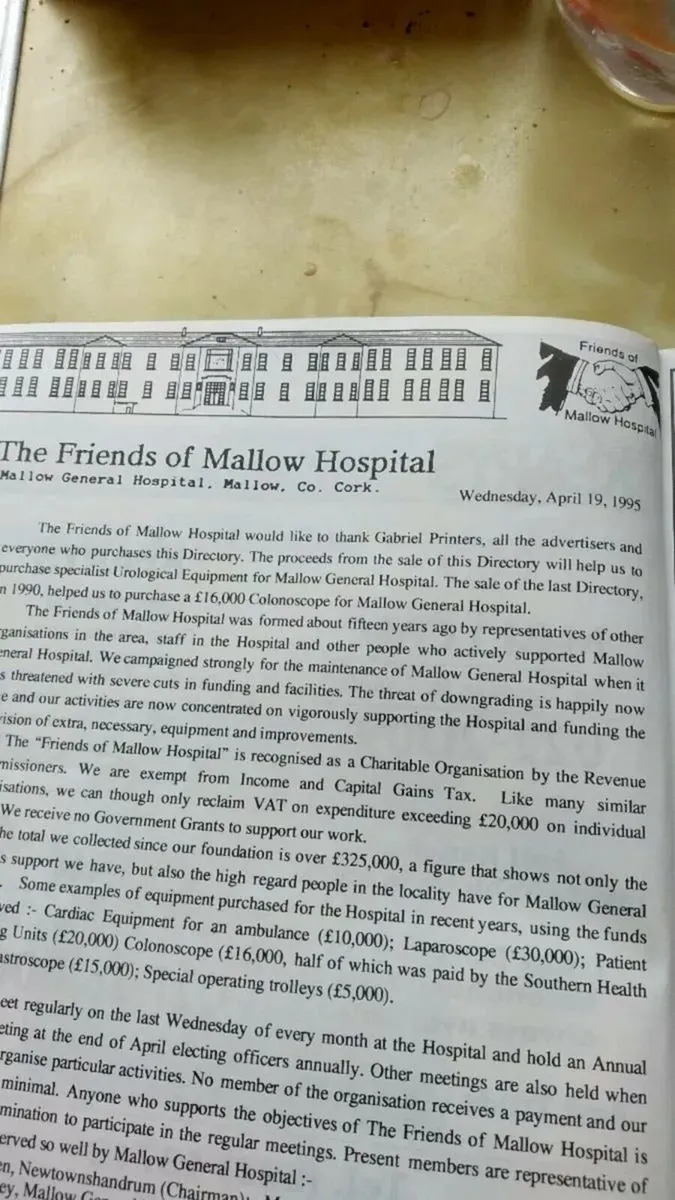 Friends of
Mallow Hospital
The Friends of Mallow Hospital
Mallow General Hospital, Mallow, Co. Cork.
Wednesday, April 19, 1995
The Friends of Mallow Hospital would like to thank Gabriel Printers, all the advertisers and
everyone who purchases this Directory. The proceeds from the sale of this Directory will help us to
purchase specialist Urological Equipment for Mallow General Hospital. The sale of the last Directory,
n 1990, helped us to purchase a £16,000 Colonoscope for Mallow General Hospital.
The Friends of Mallow Hospital was formed about fifteen years ago by representatives of other
ganisations in the area, staff in the Hospital and other people who actively supported Mallow
eneral Hospital. We campaigned strongly for the maintenance of Mallow General Hospital when it
s threatened with severe cuts in funding and facilities. The threat of downgrading is happily now
e and our activities are now concentrated on vigorously supporting the Hospital and funding the
ision of extra, necessary, equipment and improvements.
The "Friends of Mallow Hospital" is recognised as a Charitable Organisation by the Revenue
missioners. We are exempt from Income and Capital Gains Tax. Like many similar
isations, we can though only reclaim VAT on expenditure exceeding £20,000 on individual
We receive no Government Grants to support our work.
he total we collected since our foundation is over £325,000, a figure that shows not only the
s support we have, but also the high regard people in the locality have for Mallow General
. Some examples of equipment purchased for the Hospital in recent years, using the funds
ved :- Cardiac Equipment for an ambulance (£10,000); Laparoscope (£30,000); Patient
g Units (£20,000) Colonoscope (£16,000, half of which was paid by the Southern Health
astroscope (£15,000); Special operating trolleys (£5,000).
eet regularly on the last Wednesday of every month at the Hospital and hold an Annual
eting at the end of April electing officers annually. Other meetings are also held when
rganise particular activities. No member of the organisation receives a payment and our
minimal. Anyone who supports the objectives of The Friends of Mallow Hospital is
mination to participate in the regular meetings. Present members are representative of
erved so well by Mallow General Hospital :-
en, Newtownshandrum (Chairman);
ey, Mallow